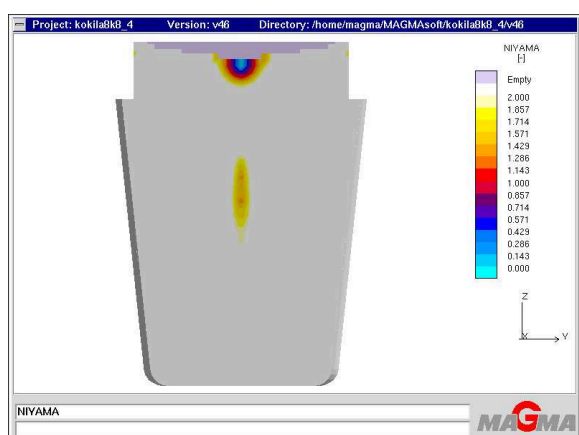 Project: kokila8k8_4 Version: v46 Directory: /home/magma/MAGMAsoft/kokila8k8_4/v46
NIYAMA
[-]
Empty
2.000
1.857
1.714
1.571
1.429
1.286
1.143
1.000
0.857
0.714
0.571
0.429
0.286
0.143
0.000
Z
X
Y
NIYAMA
MAGMA